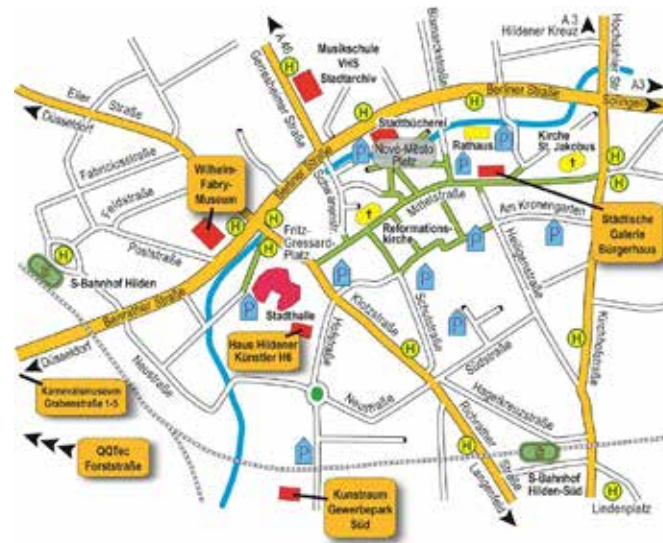 A 46
Musikschule
VHS
Stadtarchiv
Gerresheimer Straße
Bismarckstraße
A 3
Hildener Kreuz
Hochdahler Str.
A3
Solingen
Berliner Straße
Eller Straße
Düsseldorf
Fabriciusstraße
Feldstraße
Wilhelm-
Fabry-
Museum
Berliner Straße
Stadtbücherei
Nove-Mesto
Platz
Rathaus
Kirche
St. Jakobus
Schwanenstr.
Mittelstraße
Städtische
Galerie
Bürgerhaus
Am Kronengarten
Fritz-
Gressard-
Platz
Reformations-
kirche
Heiligenstraße
Poststraße
S-Bahnhof Hilden
Benrather Straße
Stadthalle
Klotzstraße
Schulstraße
Kirchhofstraße
Haus Hildener
Künstler H6
Hofstraße
Südstraße
Düsseldorf
Neustraße
Neustraße
Hagelkreuzstraße
Karnevalsmuseum
Grabenstraße 1-5
QQTec
Forststraße
Richrather
Straße
Langenfeld
S-Bahnhof
Hilden-Süd
Kunstraum
Gewerbepark
Süd
Lindenplatz
H
H
H
H
H
H
H
H
H
H
H
H
H
H
P
P
P
P
P
P
P
P
P